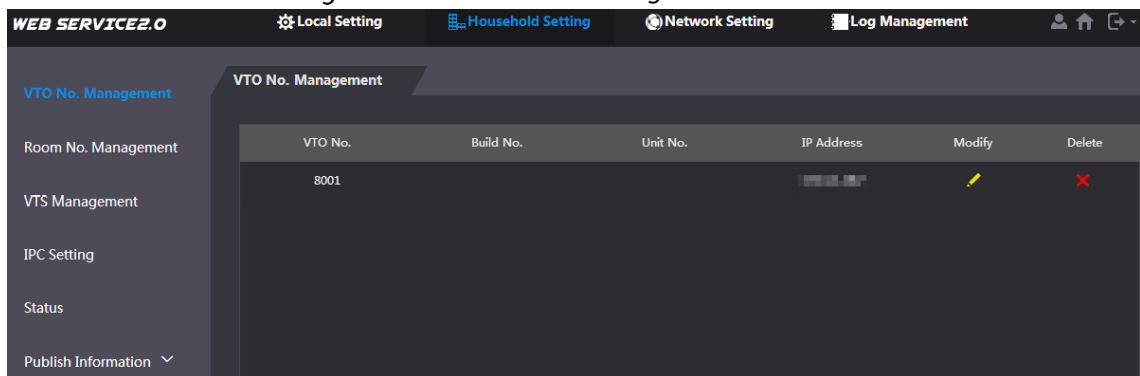 WEB SERVICE2.0 Local Setting Household Setting Network Setting Log Management
VTO No. Management
VTO No. Management
Room No. Management
VTO No. Build No. Unit No. IP Address Modify Delete
8001
VTS Management
IPC Setting
Status
Publish Information